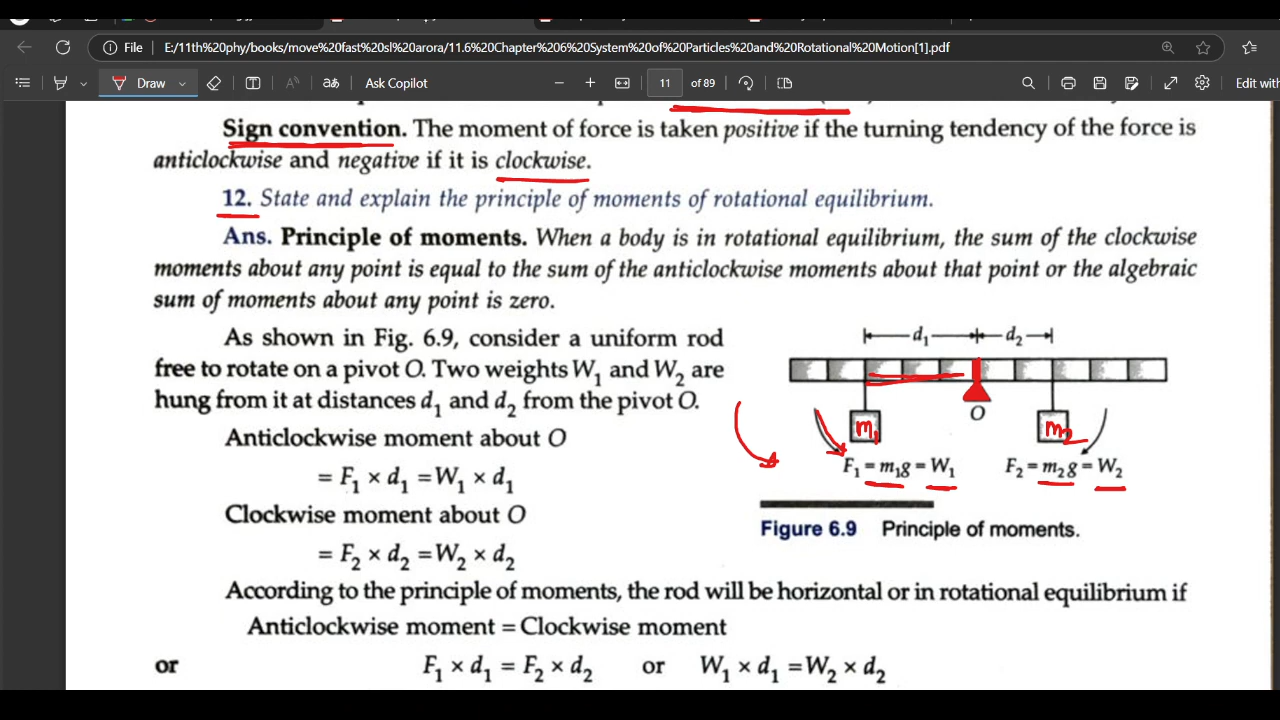 File E:/11th%20phy/books/move%20fast%20sl%20arora/11.6%20Chapter%206%20System%20of%20Particles%20and%20Rotational%20Motion[1].pdf
Draw aあ Ask Copilot 11 of 89 Edit with
Sign convention. The moment of force is taken positive if the turning tendency of the force is
anticlockwise and negative if it is clockwise.
12. State and explain the principle of moments of rotational equilibrium.
Ans. Principle of moments. When a body is in rotational equilibrium, the sum of the clockwise
moments about any point is equal to the sum of the anticlockwise moments about that point or the algebraic
sum of moments about any point is zero.
As shown in Fig. 6.9, consider a uniform rod
free to rotate on a pivot O. Two weights W₁ and W₂ are
hung from it at distances d₁ and d₂ from the pivot O.
Anticlockwise moment about O
= F₁ × d₁ = W₁ × d₁
Clockwise moment about O
= F₂ × d₂ = W₂ × d₂
d₁ d₂
O
m₁ m₂
F₁ = m₁g = W₁ F₂ = m₂g = W₂
Figure 6.9 Principle of moments.
According to the principle of moments, the rod will be horizontal or in rotational equilibrium if
Anticlockwise moment = Clockwise moment
or F₁ × d₁ = F₂ × d₂ or W₁ × d₁ = W₂ × d₂